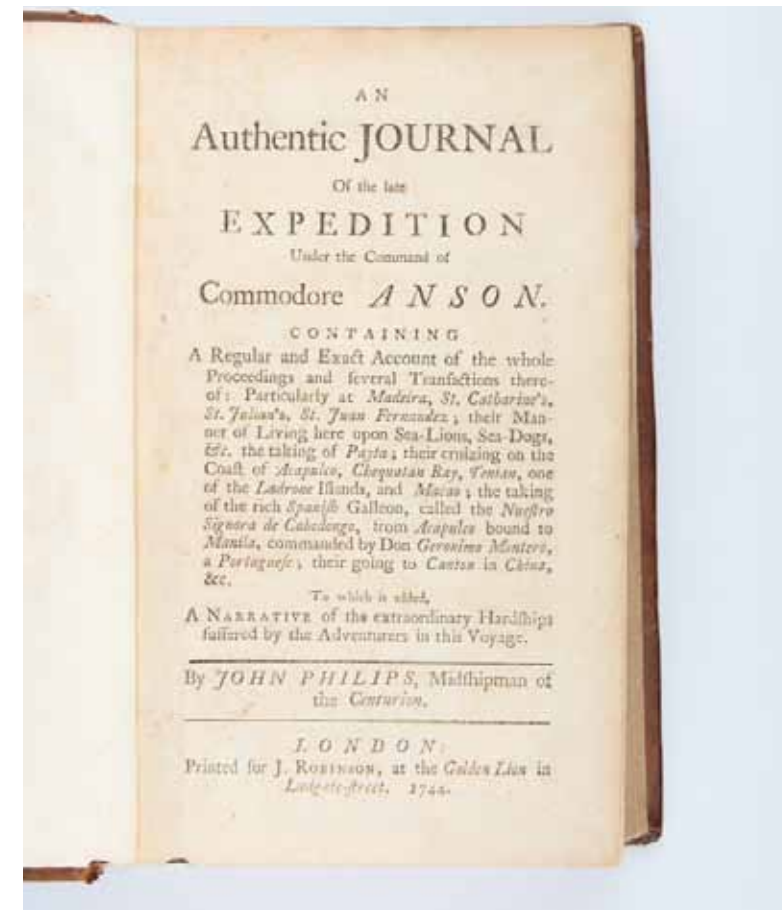 AN
Authentic JOURNAL
Of the late
EXPEDITION
Under the Command of
Commodore ANSON.
CONTAINING
A Regular and Exact Account of the whole
Proceedings and ſeveral Tranſactions there-
of: Particularly at Madeira, St. Catharine's,
St. Julian's, St. Juan Fernandez; their Man-
ner of Living here upon Sea-Lions, Sea-Dogs,
&c. the taking of Payta; their cruizing on the
Coaſt of Acapulco, Chequatan Bay, Tenian, one
of the Ladrone Iſlands, and Macao; the taking
of the rich Spaniſh Galleon, called the Nueſtro
Signora de Cabadonga, from Acapulco bound to
Manila, commanded by Don Geronimo Montero,
a Portugueſe; their going to Canton in China,
&c.
To which is added,
A NARRATIVE of the extraordinary Hardſhips
ſuffered by the Adventurers in this Voyage.
By JOHN PHILIPS, Midſhipman of
the Centurion.
LONDON:
Printed for J. ROBINSON, at the Golden Lion in
Ludgate-ſtreet. 1744.